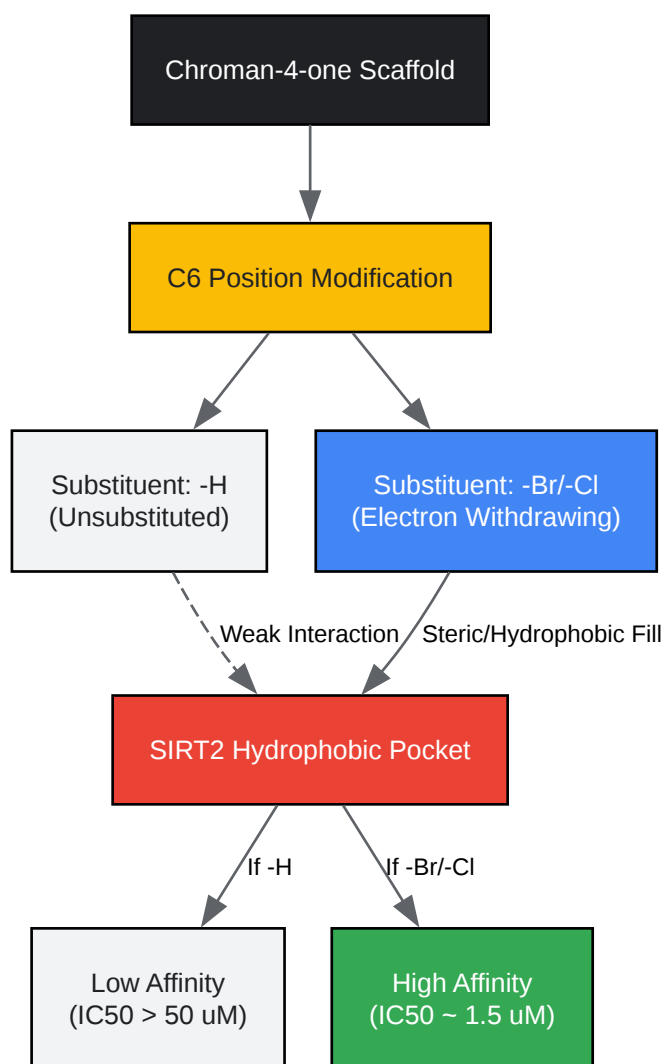 Chroman-4-one Scaffold
C6 Position Modification
Substituent: -H
(Unsubstituted)
Substituent: -Br/-Cl
(Electron Withdrawing)
Weak Interaction
Steric/Hydrophobic Fill
SIRT2 Hydrophobic Pocket
If -H
If -Br/-Cl
Low Affinity
(IC50 > 50 uM)
High Affinity
(IC50 ~ 1.5 uM)